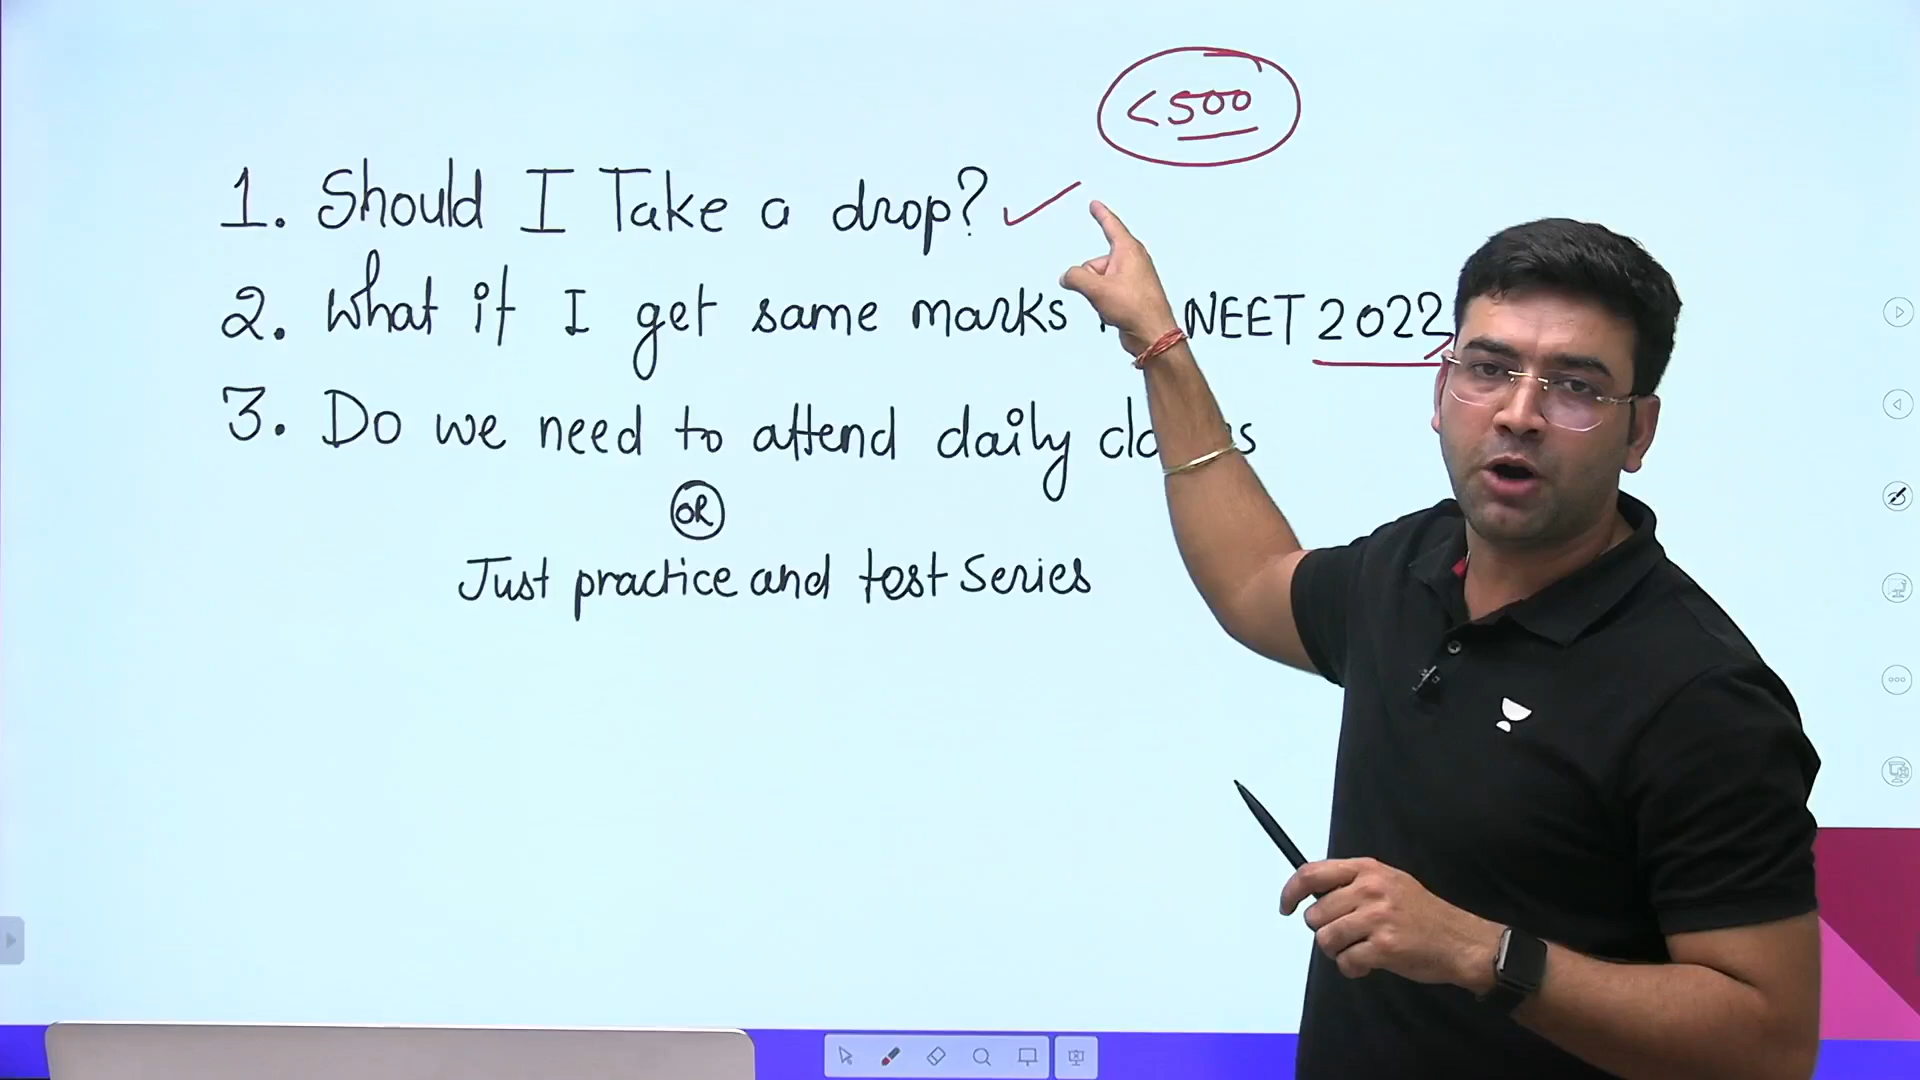 <500
1. Should I Take a drop?
2. What if I get same marks NEET 2022
3. Do we need to attend daily
OR
Just practice and test Series